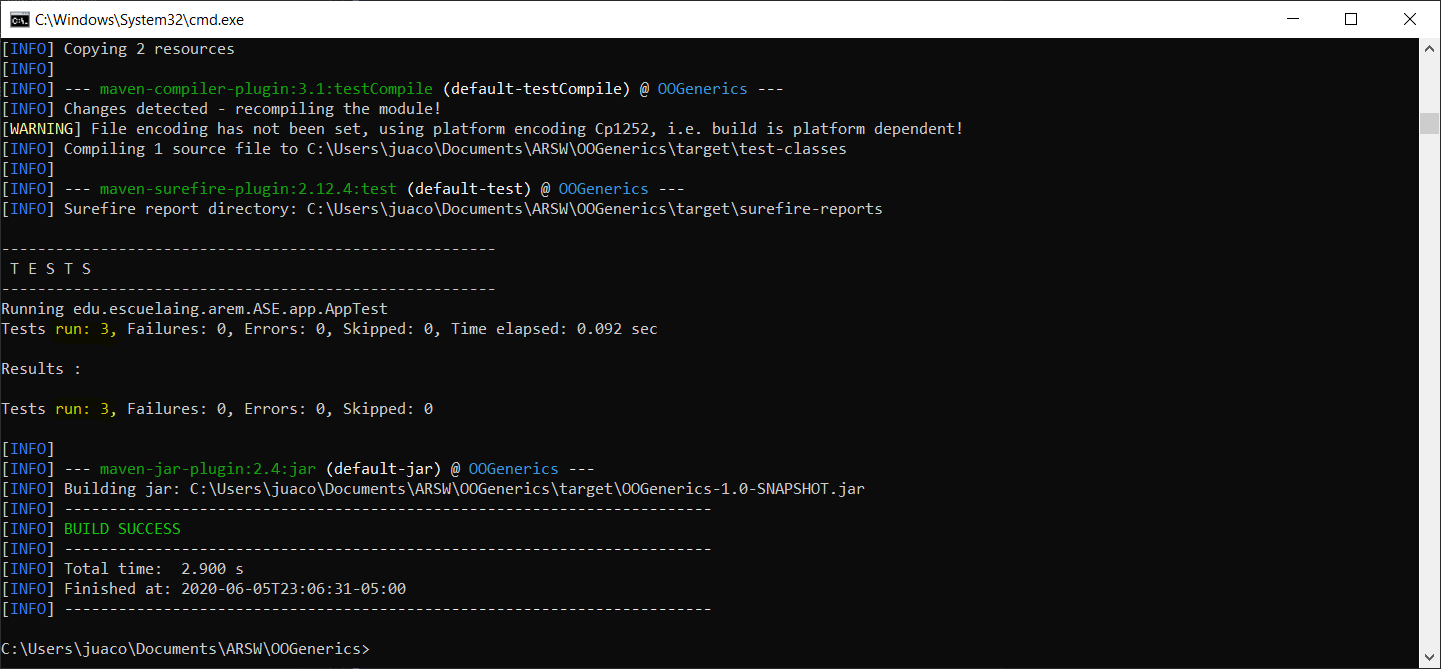 C:\Windows\System32\cmd.exe
[INFO] Copying 2 resources
[INFO]
[INFO] --- maven-compiler-plugin:3.1:testCompile (default-testCompile) @ OOGenerics ---
[INFO] Changes detected - recompiling the module!
[WARNING] File encoding has not been set, using platform encoding Cp1252, i.e. build is platform dependent!
[INFO] Compiling 1 source file to C:\Users\juaco\Documents\ARSW\OOGenerics\target\test-classes
[INFO]
[INFO] --- maven-surefire-plugin:2.12.4:test (default-test) @ OOGenerics ---
[INFO] Surefire report directory: C:\Users\juaco\Documents\ARSW\OOGenerics\target\surefire-reports
-------------------------------------------------------
 T E S T S
-------------------------------------------------------
Running edu.escuelaing.arem.ASE.app.AppTest
Tests run: 3, Failures: 0, Errors: 0, Skipped: 0, Time elapsed: 0.092 sec
Results :
Tests run: 3, Failures: 0, Errors: 0, Skipped: 0
[INFO]
[INFO] --- maven-jar-plugin:2.4:jar (default-jar) @ OOGenerics ---
[INFO] Building jar: C:\Users\juaco\Documents\ARSW\OOGenerics\target\OOGenerics-1.0-SNAPSHOT.jar
[INFO] ------------------------------------------------------------------------
[INFO] BUILD SUCCESS
[INFO] ------------------------------------------------------------------------
[INFO] Total time:  2.900 s
[INFO] Finished at: 2020-06-05T23:06:31-05:00
[INFO] ------------------------------------------------------------------------
C:\Users\juaco\Documents\ARSW\OOGenerics>